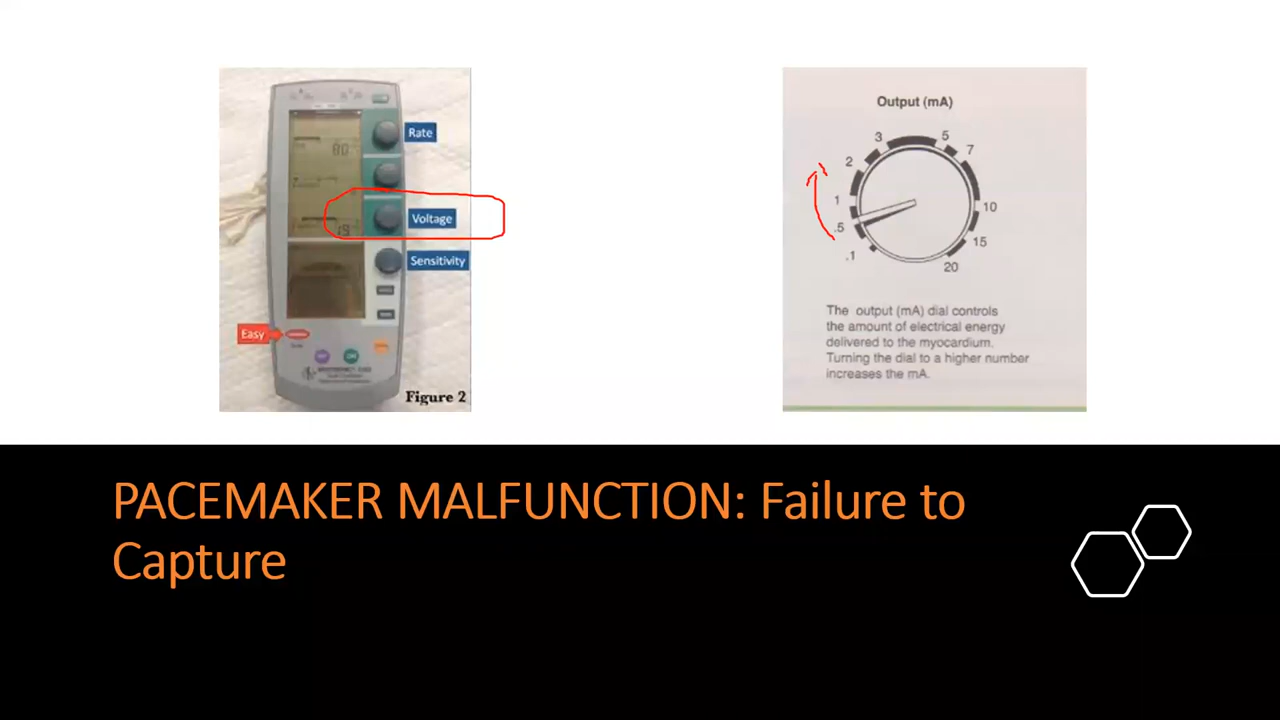 Rate
80
Voltage
Sensitivity
Easy
Figure 2
Output (mA)
3
5
2
7
1
10
.5
15
.1
20
The output (mA) dial controls
the amount of electrical energy
delivered to the myocardium.
Turning the dial to a higher number
increases the mA.
PACEMAKER MALFUNCTION: Failure to
Capture